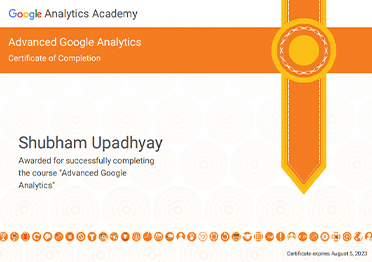 Google Analytics Academy
Advanced Google Analytics
Certificate of Completion
Shubham Upadhyay
Awarded for successfully completing
the course "Advanced Google
Analytics"
Certificate expires August 5, 2023